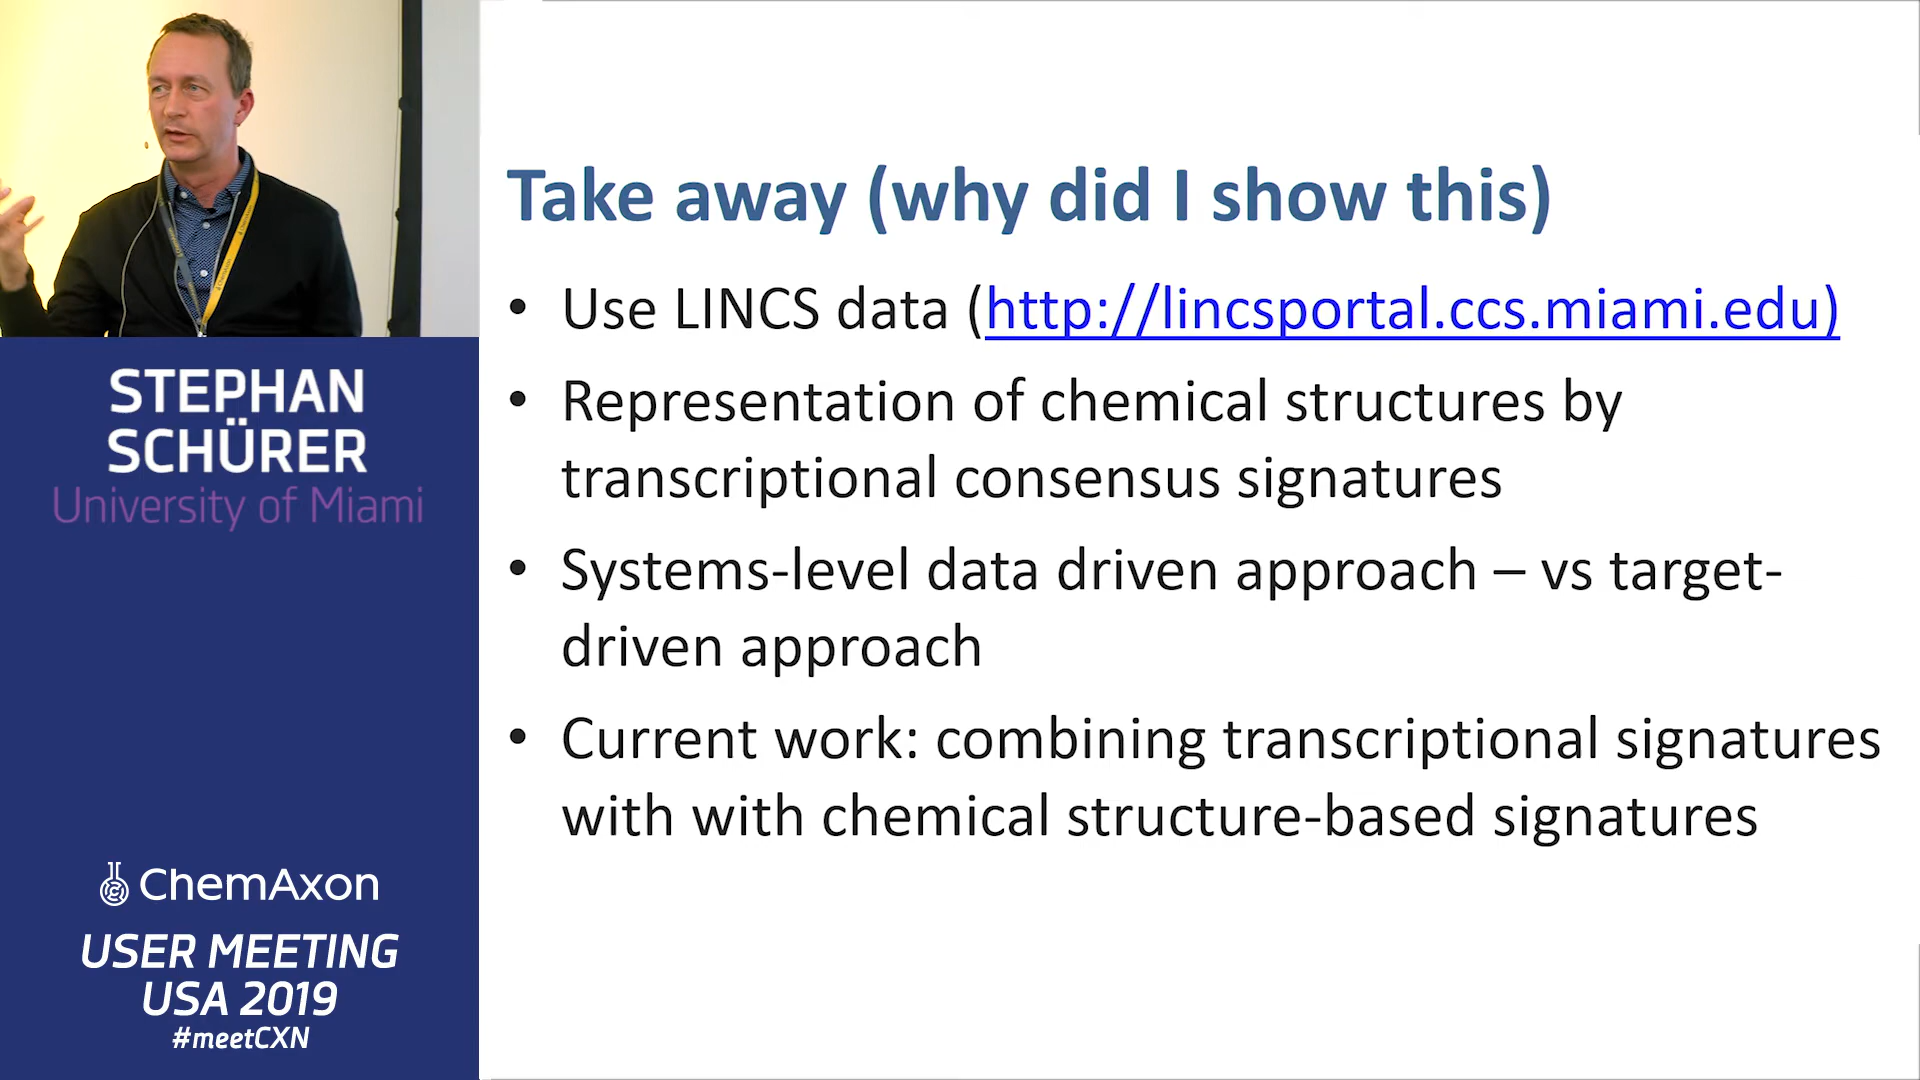 STEPHAN
SCHÜRER
University of Miami
ChemAxon
USER MEETING
USA 2019
#meetCXN
Take away (why did I show this)
• Use LINCS data (http://lincsportal.ccs.miami.edu)
• Representation of chemical structures by
transcriptional consensus signatures
• Systems-level data driven approach – vs target-
driven approach
• Current work: combining transcriptional signatures
with with chemical structure-based signatures